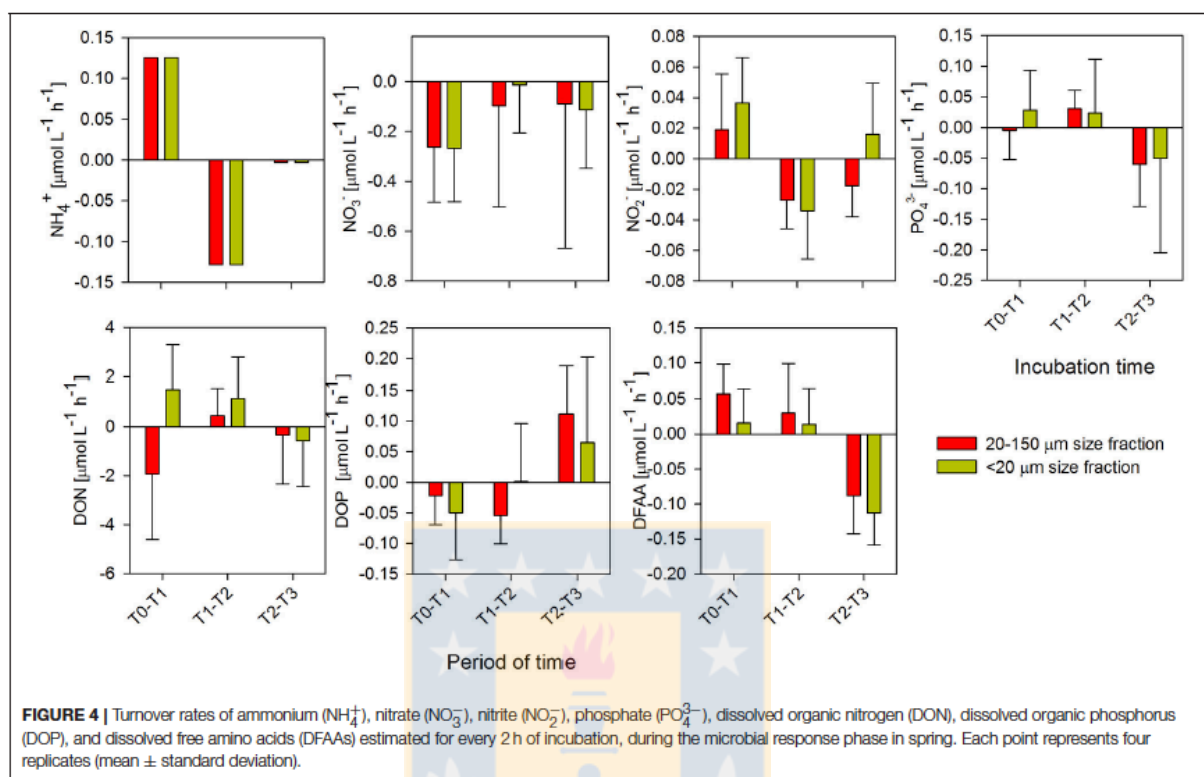 0.15
0.10
0.05
0.00
-0.05
-0.10
-0.15
NH₄⁺ [μmol L⁻¹ h⁻¹]
0.0
-0.2
-0.4
-0.6
-0.8
NO₃⁻ [μmol L⁻¹ h⁻¹]
0.08
0.06
0.04
0.02
0.00
-0.02
-0.04
-0.06
-0.08
NO₂⁻ [μmol L⁻¹ h⁻¹]
0.15
0.10
0.05
0.00
-0.05
-0.10
-0.15
-0.20
-0.25
PO₄³⁻ [μmol L⁻¹ h⁻¹]
T0-T1
T1-T2
T2-T3
Incubation time
4
2
0
-2
-4
-6
DON [μmol L⁻¹ h⁻¹]
T0-T1
T1-T2
T2-T3
0.25
0.20
0.15
0.10
0.05
0.00
-0.05
-0.10
-0.15
DOP [μmol L⁻¹ h⁻¹]
T0-T1
T1-T2
T2-T3
0.15
0.10
0.05
0.00
-0.05
-0.10
-0.15
-0.20
DFAA [μmol L⁻¹ h⁻¹]
T0-T1
T1-T2
T2-T3
20-150 μm size fraction
<20 μm size fraction
Period of time
FIGURE 4 | Turnover rates of ammonium (NH₄⁺), nitrate (NO₃⁻), nitrite (NO₂⁻), phosphate (PO₄³⁻), dissolved organic nitrogen (DON), dissolved organic phosphorus
(DOP), and dissolved free amino acids (DFAAs) estimated for every 2 h of incubation, during the microbial response phase in spring. Each point represents four
replicates (mean ± standard deviation).